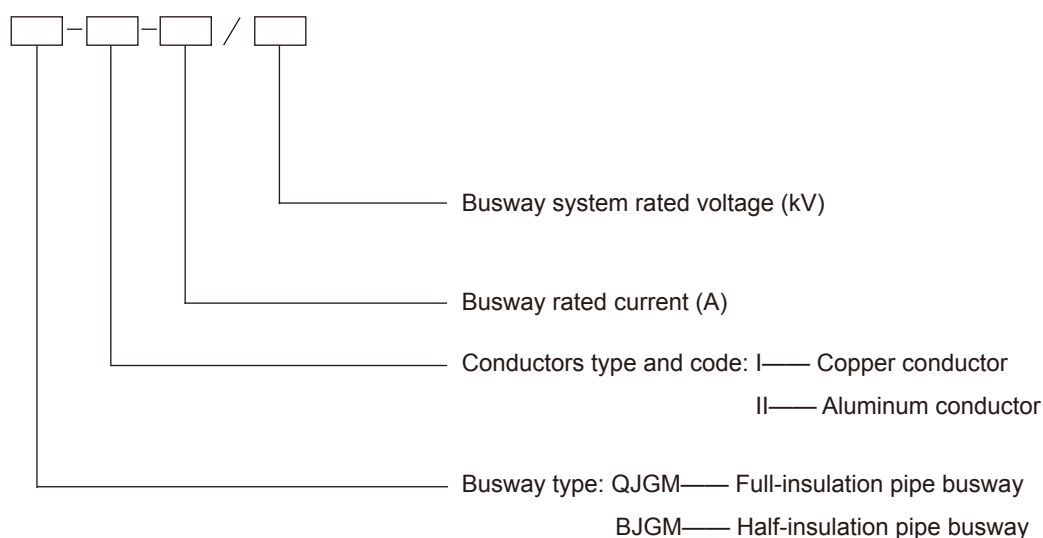 Busway system rated voltage (kV)
Busway rated current (A)
Conductors type and code: I—— Copper conductor
II—— Aluminum conductor
Busway type: QJGM—— Full-insulation pipe busway
BJGM—— Half-insulation pipe busway